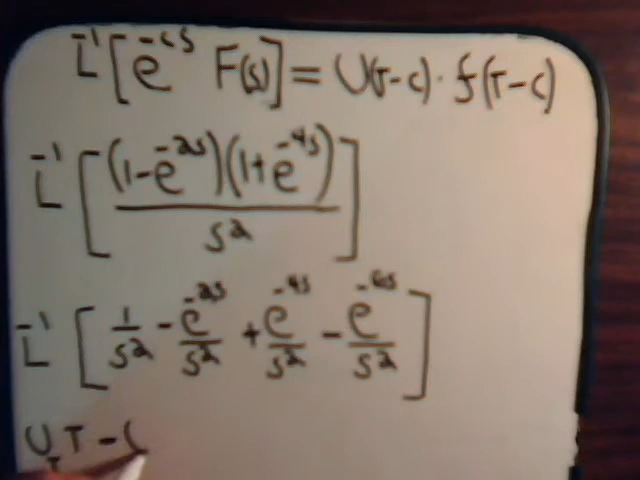 L⁻¹[e^-cs F(s)] = U(T-c) · f(T-c)
L⁻¹[(1-e^-2s)(1+e^-4s) / s²]
L⁻¹[1/s² - e^-2s/s² + e^-4s/s² - e^-6s/s²]
U T - C